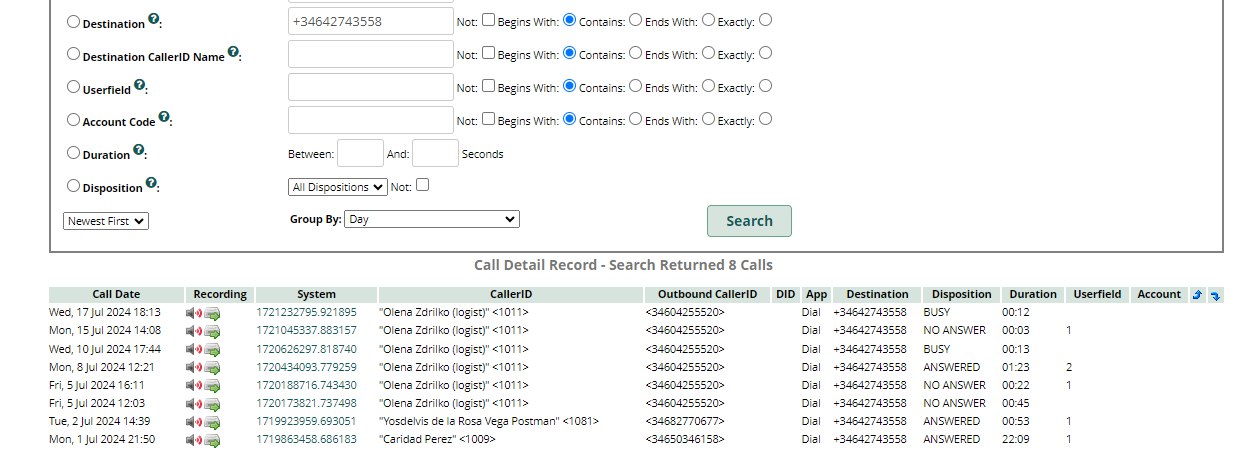 Destination ?: +34642743558 Not: Begins With: Contains: Ends With: Exactly:
Destination CallerID Name ?: Not: Begins With: Contains: Ends With: Exactly:
Userfield ?: Not: Begins With: Contains: Ends With: Exactly:
Account Code ?: Not: Begins With: Contains: Ends With: Exactly:
Duration ?: Between: And: Seconds
Disposition ?: All Dispositions Not:
Newest First Group By: Day Search
Call Detail Record - Search Returned 8 Calls
Call Date Recording System CallerID Outbound CallerID DID App Destination Disposition Duration Userfield Account
Wed, 17 Jul 2024 18:13 1721232795.921895 "Olena Zdrilko (logist)" <1011> <34604255520> Dial +34642743558 BUSY 00:12
Mon, 15 Jul 2024 14:08 1721045337.883157 "Olena Zdrilko (logist)" <1011> <34604255520> Dial +34642743558 NO ANSWER 00:03 1
Wed, 10 Jul 2024 17:44 1720626297.818740 "Olena Zdrilko (logist)" <1011> <34604255520> Dial +34642743558 BUSY 00:13
Mon, 8 Jul 2024 12:21 1720434093.779259 "Olena Zdrilko (logist)" <1011> <34604255520> Dial +34642743558 ANSWERED 01:23 2
Fri, 5 Jul 2024 16:11 1720188716.743430 "Olena Zdrilko (logist)" <1011> <34604255520> Dial +34642743558 NO ANSWER 00:22 1
Fri, 5 Jul 2024 12:03 1720173821.737498 "Olena Zdrilko (logist)" <1011> <34604255520> Dial +34642743558 NO ANSWER 00:45
Tue, 2 Jul 2024 14:39 1719923959.693051 "Yosdelvis de la Rosa Vega Postman" <1081> <34682770677> Dial +34642743558 ANSWERED 00:53 1
Mon, 1 Jul 2024 21:50 1719863458.686183 "Caridad Perez" <1009> <34650346158> Dial +34642743558 ANSWERED 22:09 1